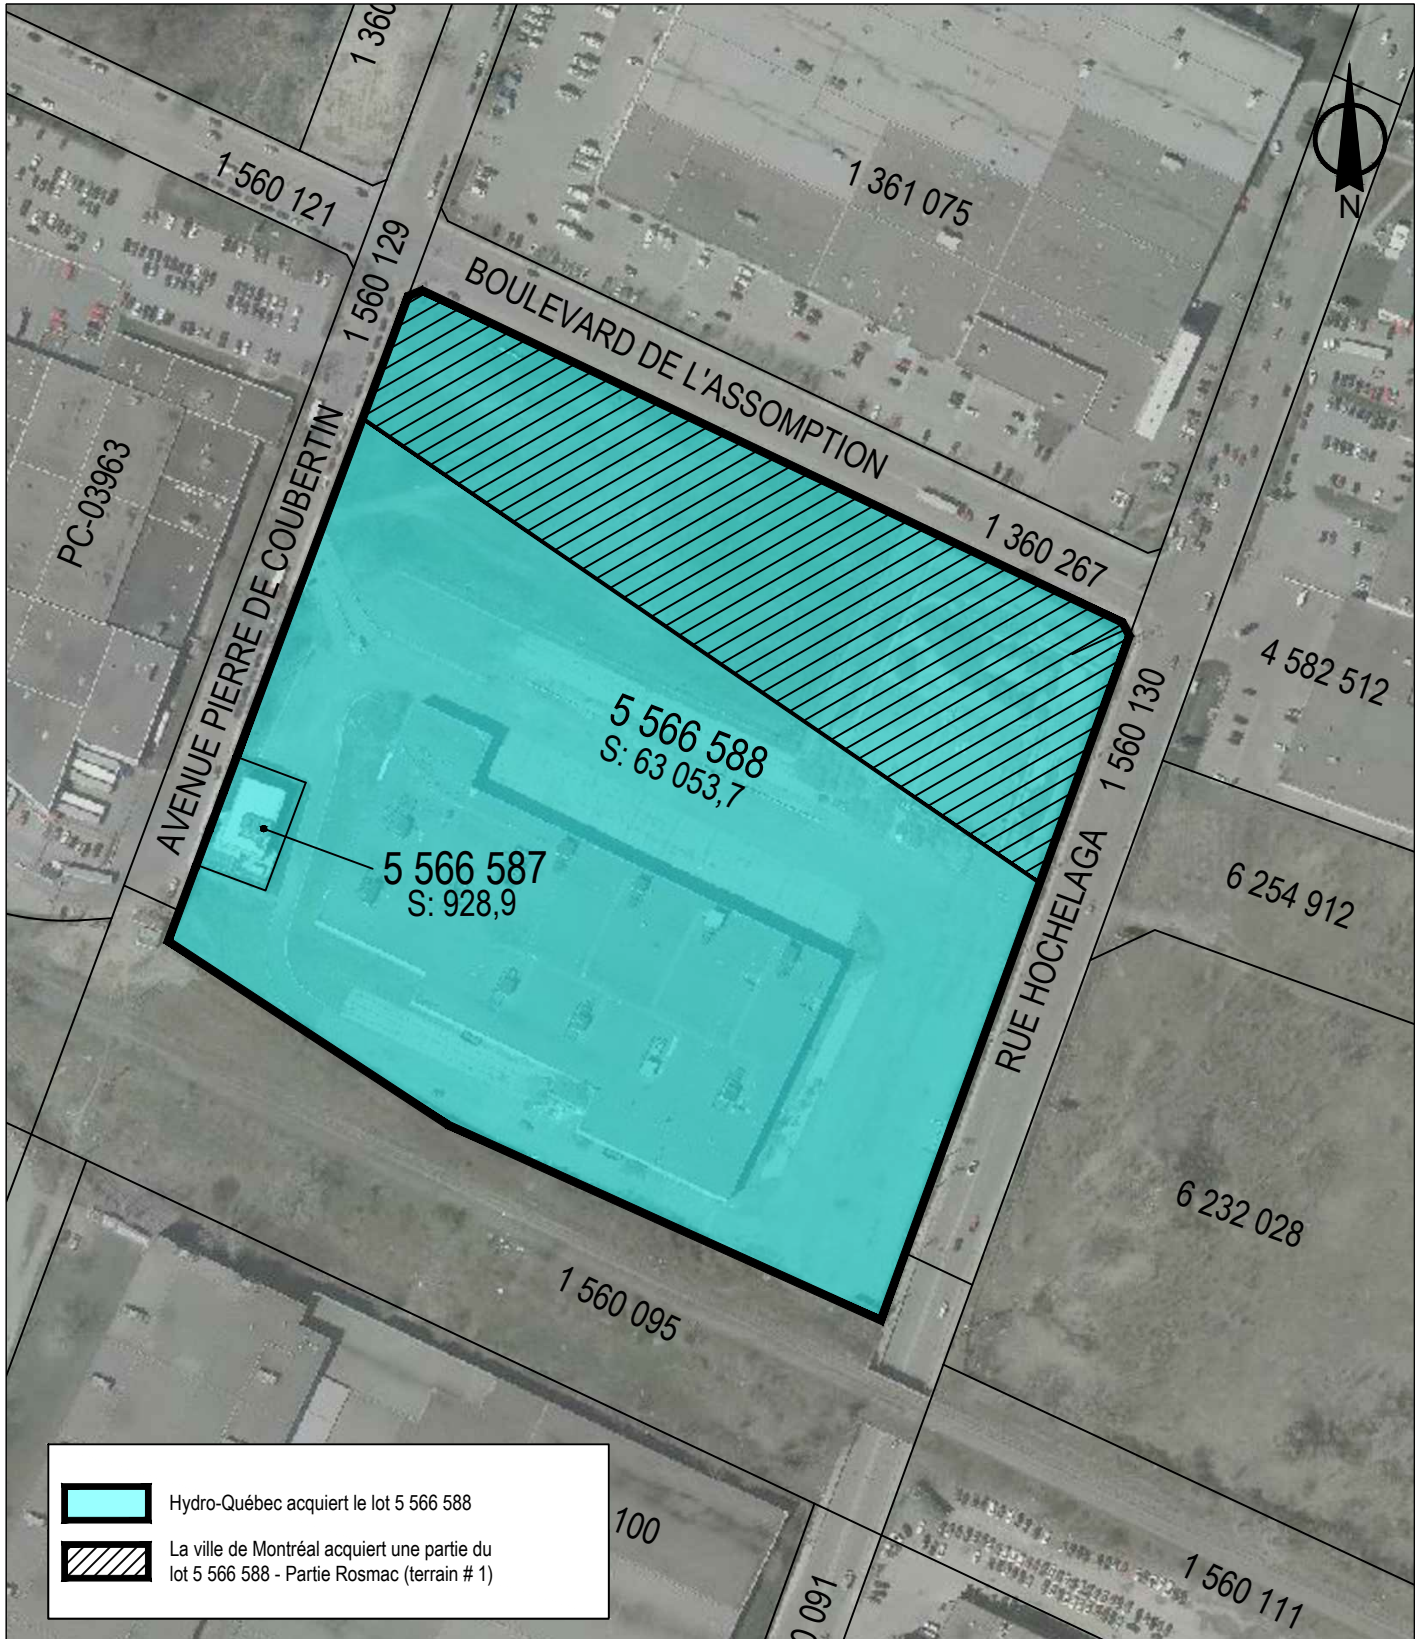 1 360
1 560 121
1 361 075
N
1 560 129
BOULEVARD DE L'ASSOMPTION
1 360 267
PC-03963
AVENUE PIERRE DE COUBERTIN
4 582 512
1 560 130
5 566 588
S: 63 053,7
5 566 587
S: 928,9
6 254 912
RUE HOCHELAGA
6 232 028
1 560 095
100
1 560 111
0 091
Hydro-Québec acquiert le lot 5 566 588
La ville de Montréal acquiert une partie du
lot 5 566 588 - Partie Rosmac (terrain # 1)